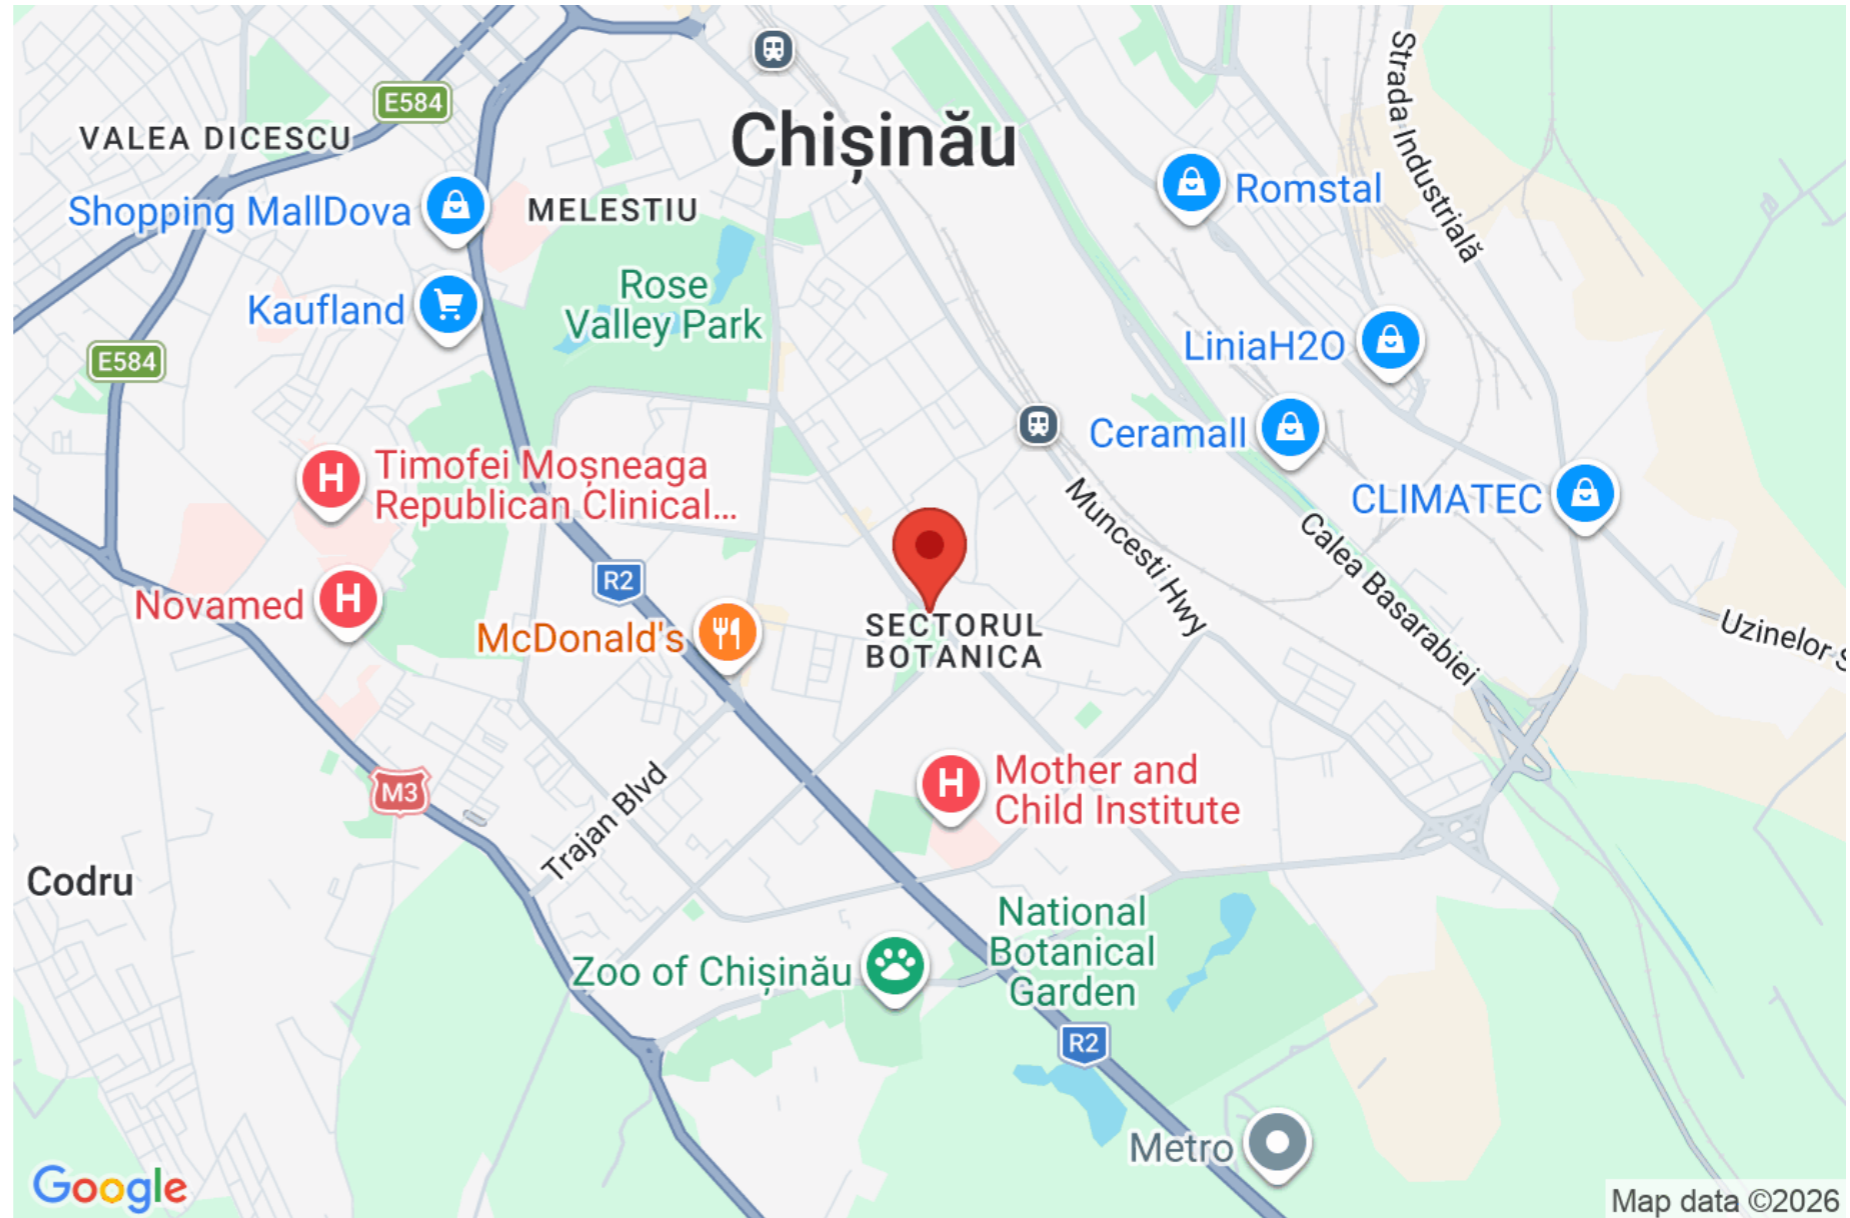 E584
VALEA DICESCU
Chișinău
Strada Industrială
Romstal
Shopping MallDova
MELESTIU
Rose
Valley Park
Kaufland
E584
LiniaH2O
Ceramall
Timofei Moșneaga
Republican Clinical...
CLIMATEC
Muncesti Hwy
Calea Basarabiei
R2
Novamed
McDonald's
SECTORUL
BOTANICA
Uzinelor S
M3
Trajan Blvd
Mother and
Child Institute
Codru
National
Botanical
Garden
Zoo of Chișinău
R2
Metro
Google
Map data ©2026